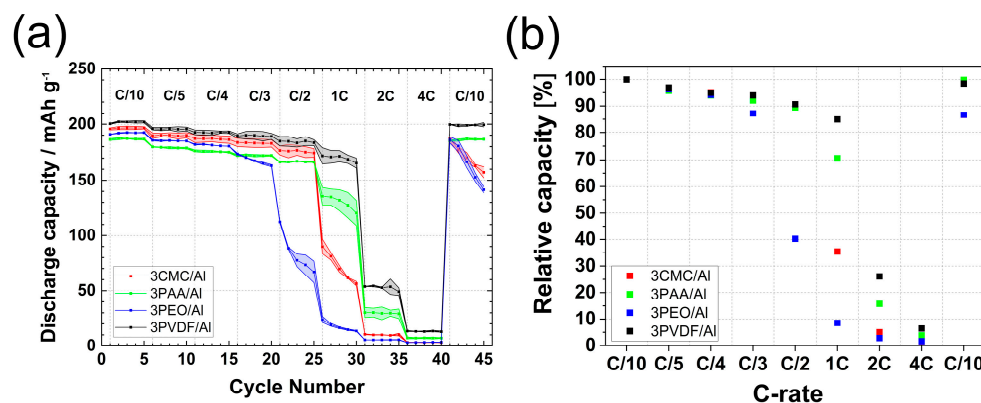 (a)
(b)
250
200
150
100
50
0
Discharge capacity / mAh g⁻¹
C/10 C/5 C/4 C/3 C/2 1C 2C 4C C/10
3CMC/Al
3PAA/Al
3PEO/Al
3PVDF/Al
0 5 10 15 20 25 30 35 40 45
Cycle Number
100
90
80
70
60
50
40
30
20
10
0
Relative capacity [%]
3CMC/Al
3PAA/Al
3PEO/Al
3PVDF/Al
C/10 C/5 C/4 C/3 C/2 1C 2C 4C C/10
C-rate